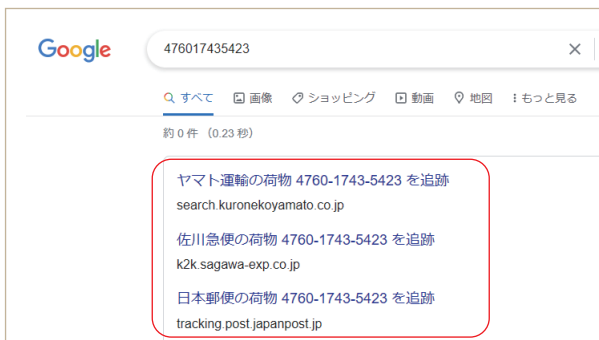 Google
476017435423
すべて 画像 ショッピング 動画 地図 もっと見る
約 0 件 （0.23 秒）
ヤマト運輸の荷物 4760-1743-5423 を追跡
search.kuronekoyamato.co.jp
佐川急便の荷物 4760-1743-5423 を追跡
k2k.sagawa-exp.co.jp
日本郵便の荷物 4760-1743-5423 を追跡
tracking.post.japanpost.jp